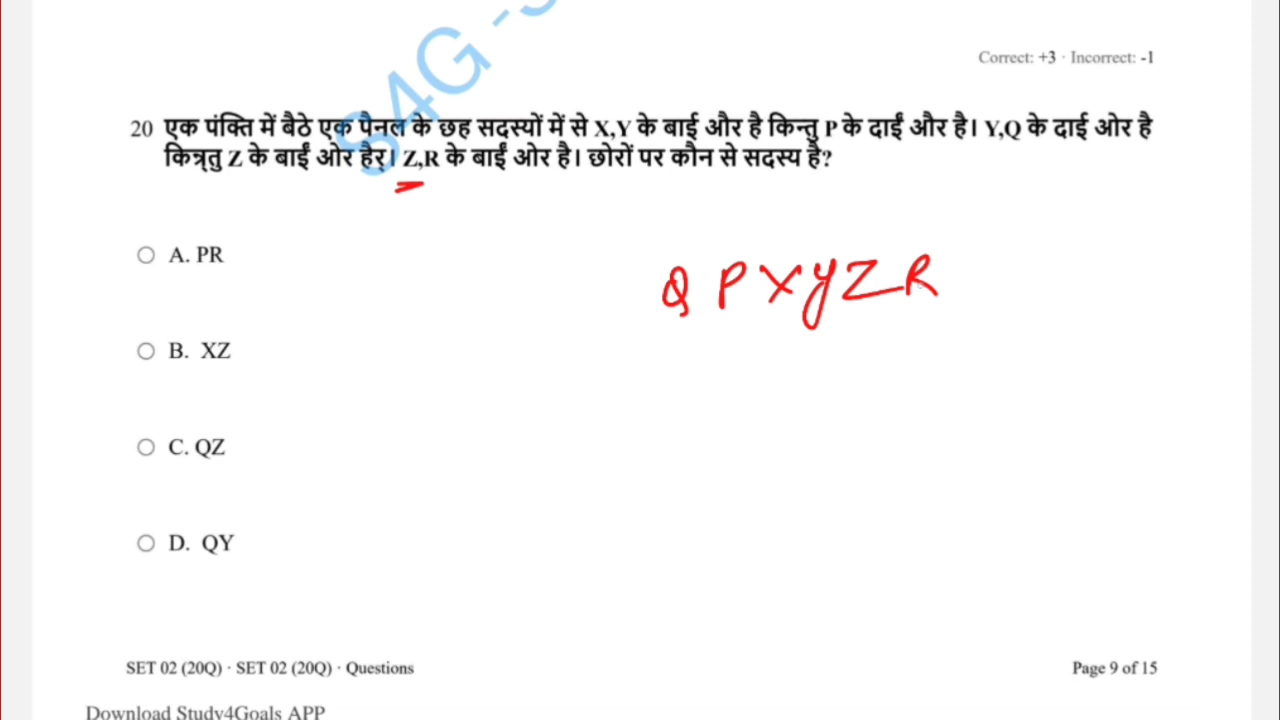 S4G -S
Correct: +3 · Incorrect: -1
20 एक पंक्ति में बैठे एक पैनल के छह सदस्यों में से X,Y के बाई और है किन्तु P के दाईं और है। Y,Q के दाई ओर है
किन्र्तु Z के बाईं ओर हैर्। Z,R के बाईं ओर है। छोरों पर कौन से सदस्य है?
A. PR
Q P X Y Z R
B. XZ
C. QZ
D. QY
SET 02 (20Q) · SET 02 (20Q) · Questions
Page 9 of 15
Download Study4Goals APP